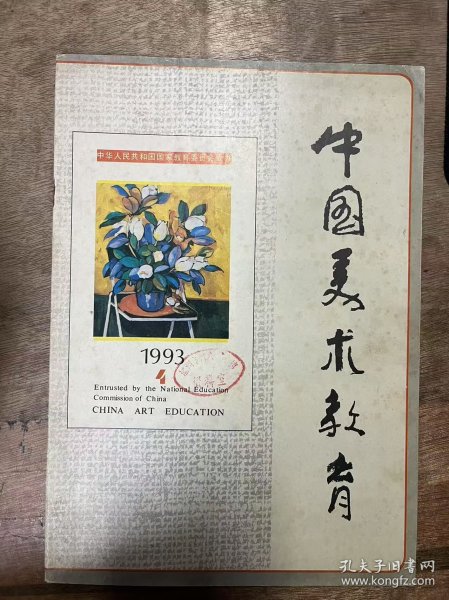 中国美术教育
中华人民共和国国家教育委员会
1993
4
Entrusted by the National Education
Commission of China
CHINA ART EDUCATION
孔夫子旧书网
www.kongfz.com